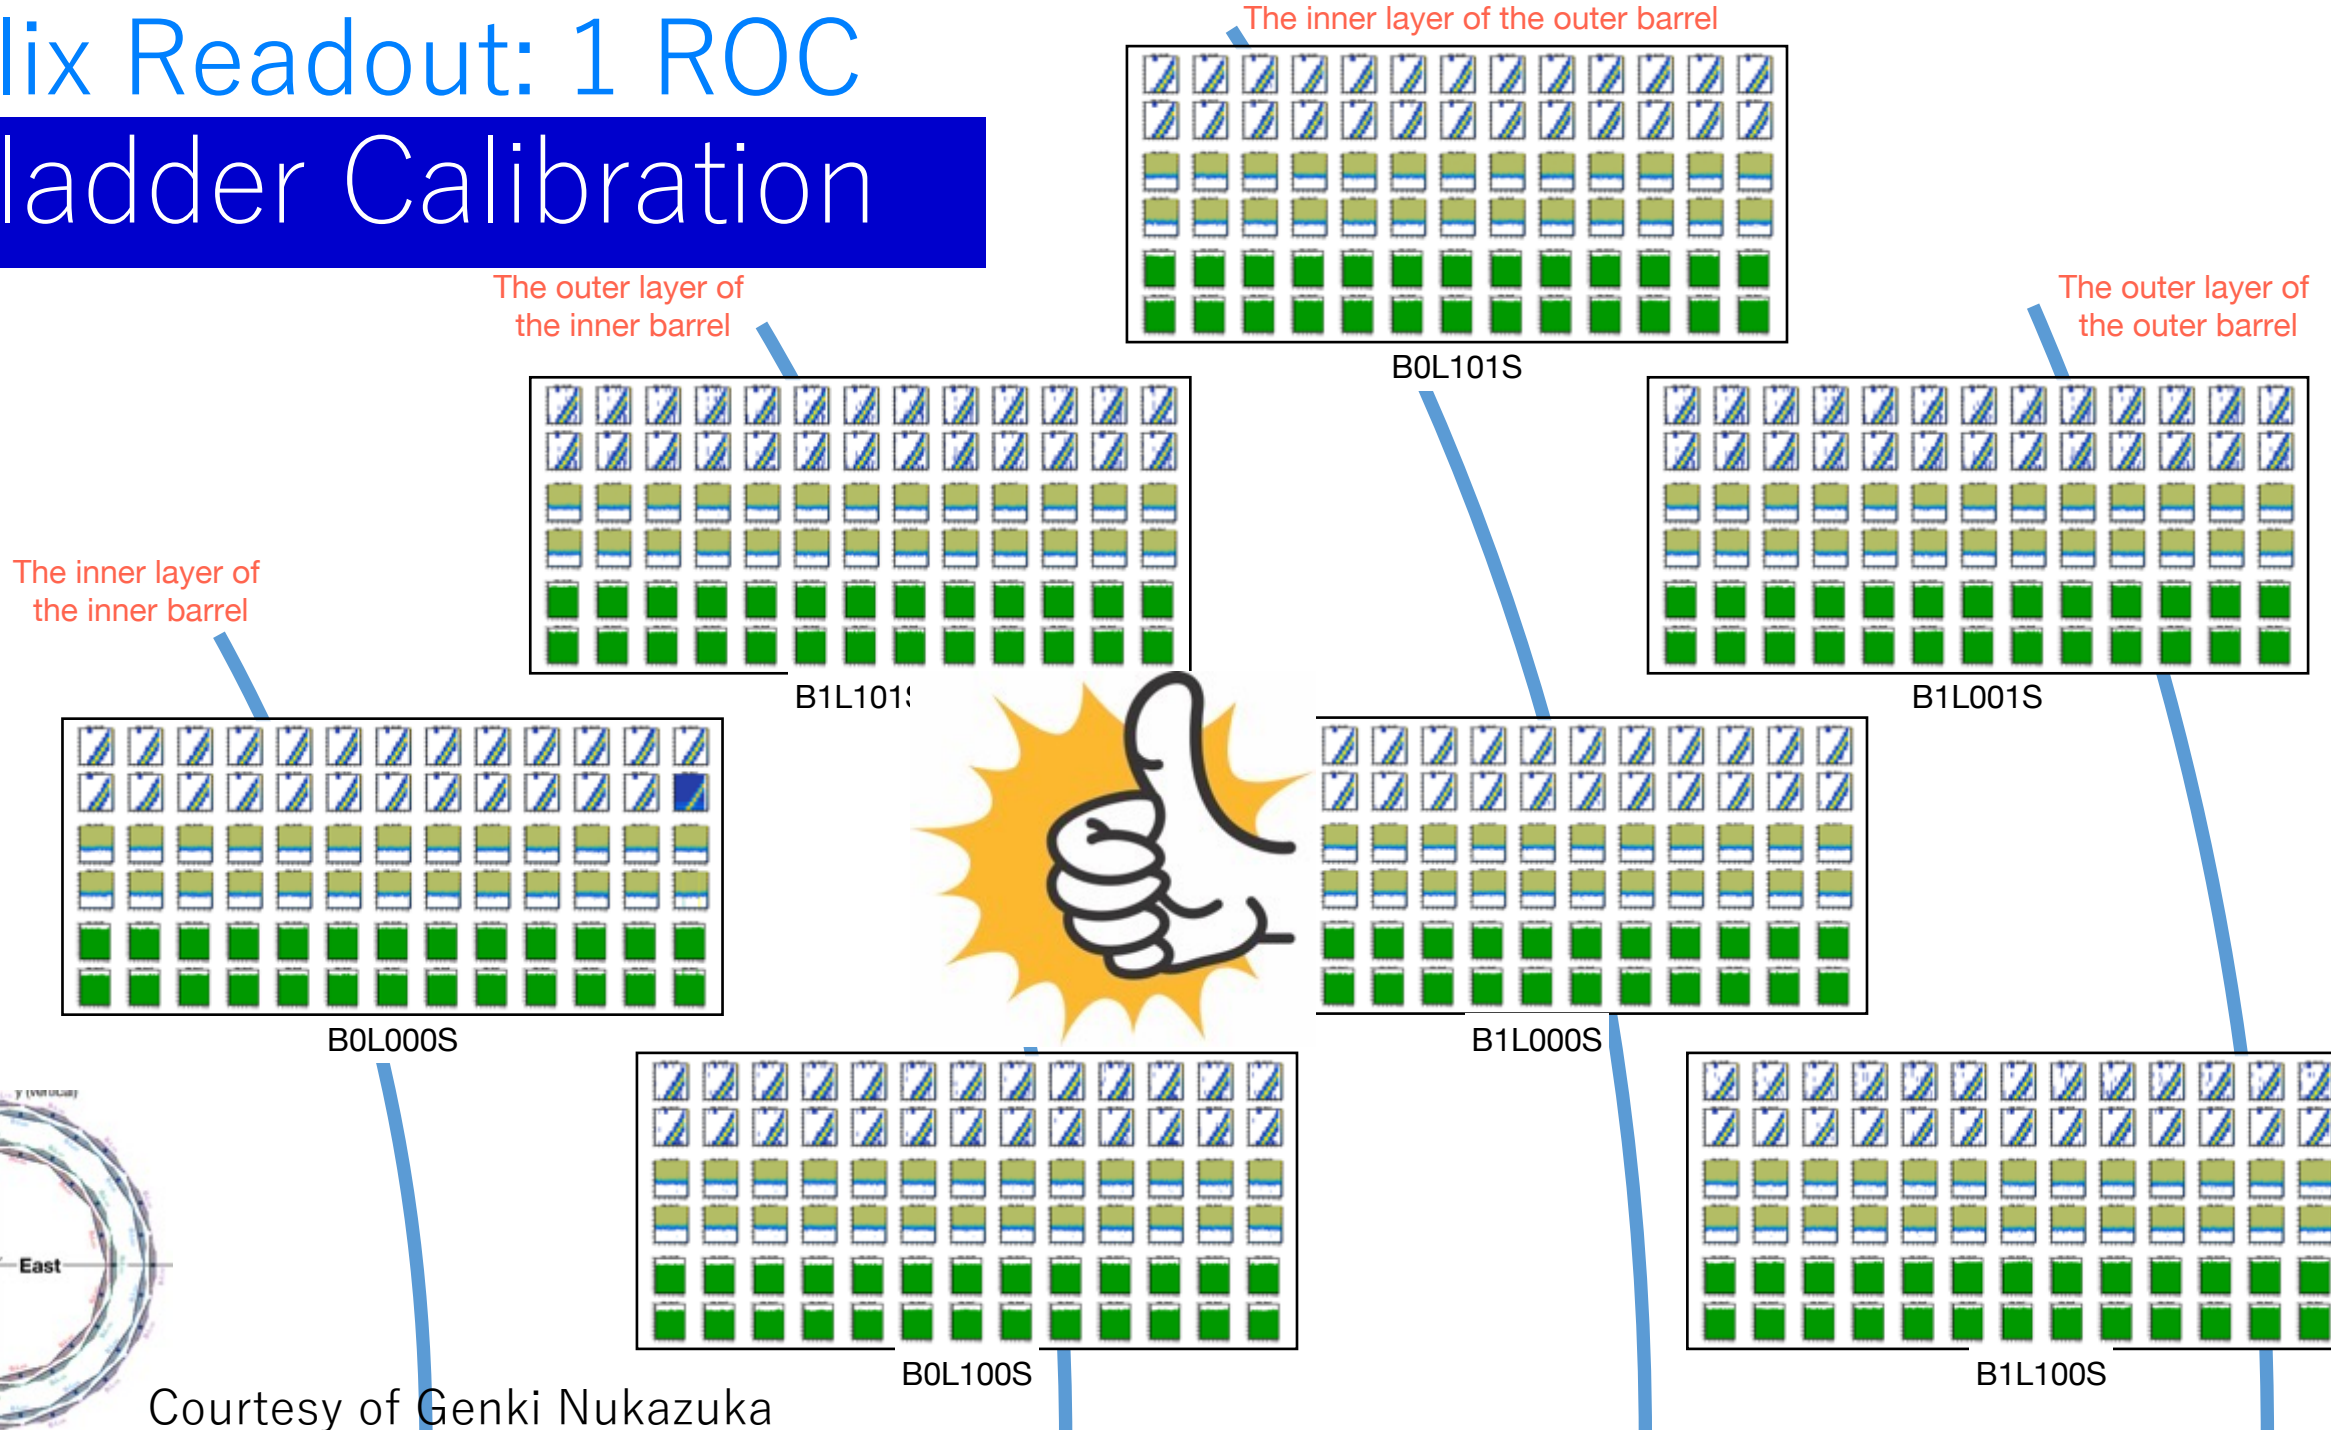 lix Readout: 1 ROC
ladder Calibration
The inner layer of the outer barrel
B0L101S
The outer layer of
the inner barrel
The outer layer of
the outer barrel
B1L101S
B1L001S
The inner layer of
the inner barrel
B0L000S
B1L000S
B0L100S
B1L100S
y (vertical)
East
Courtesy of Genki Nukazuka